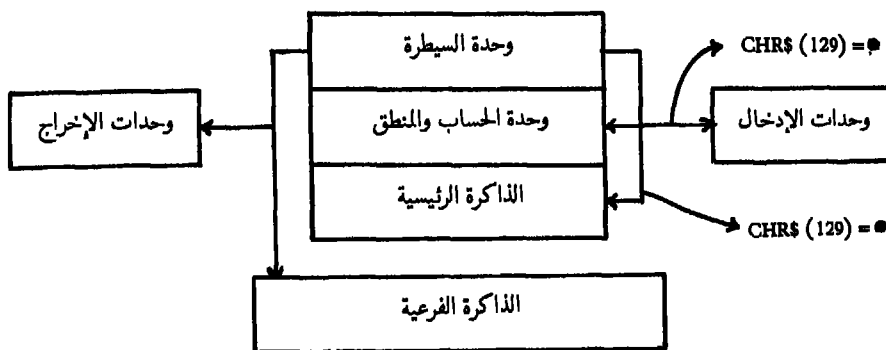 وحدة السيطرة
CHR$ (129) = ●
وحدات الإدخال
وحدة الحساب والمنطق
وحدات الإخراج
الذاكرة الرئيسية
CHR$ (129) = ●
الذاكرة الفرعية